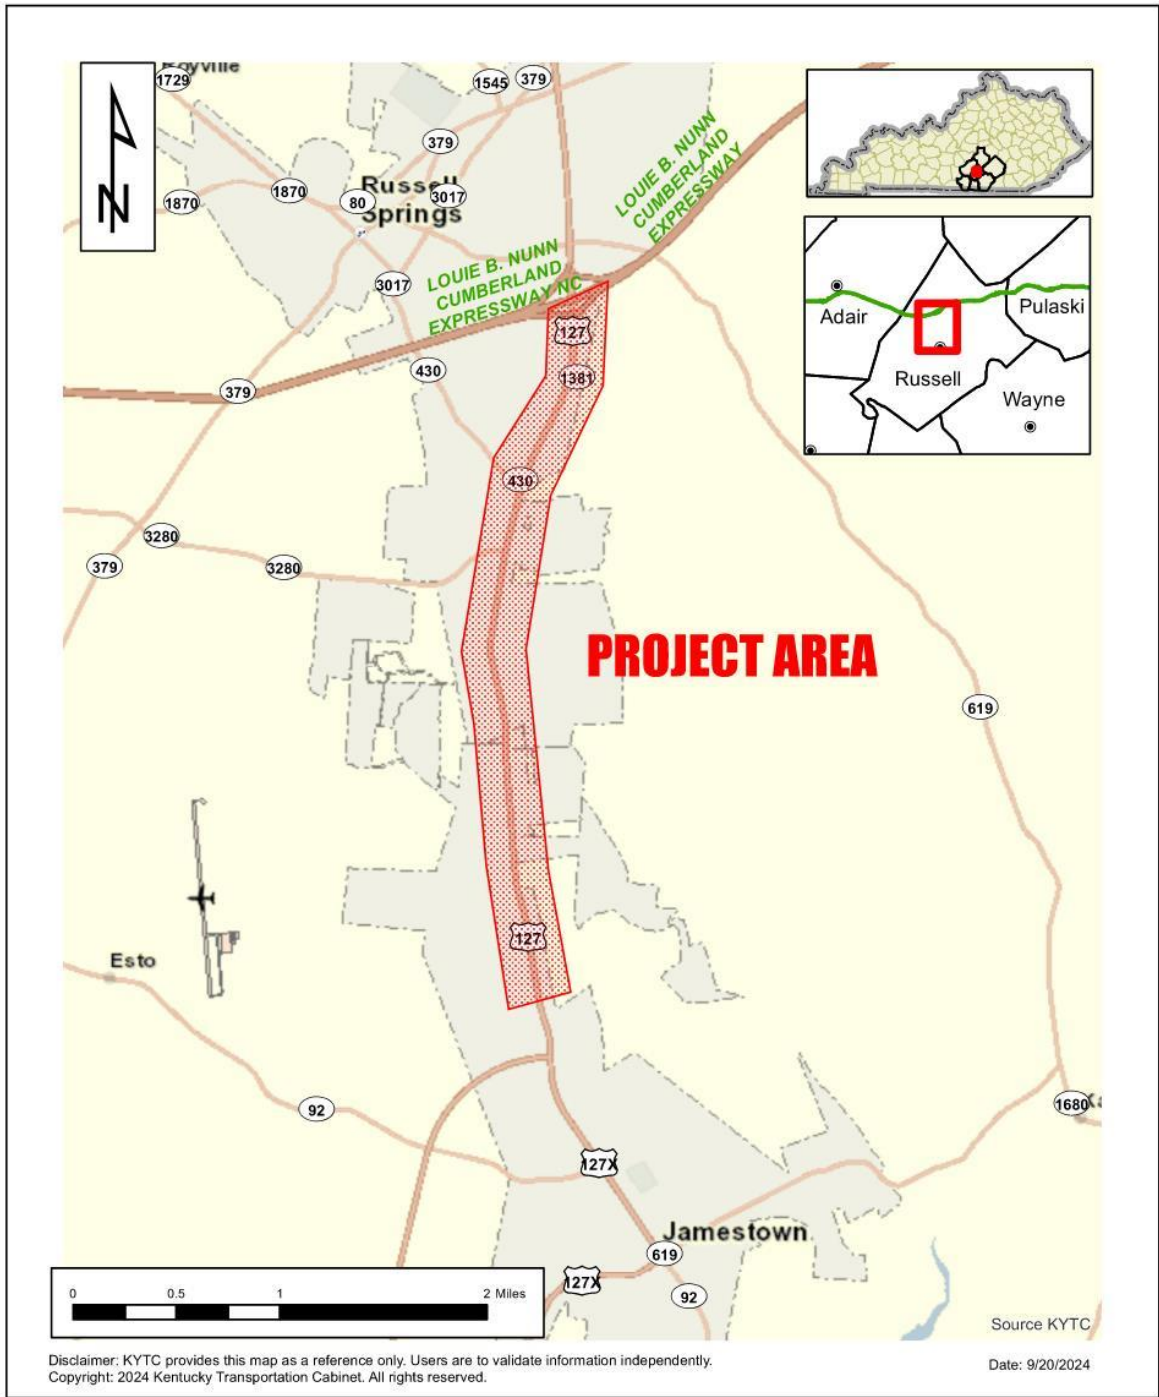 Royville
1729
1545
379
379
1870
1870
80
3017
Russell
Springs
N
LOUIE B. NUNN
CUMBERLAND
EXPRESSWAY
LOUIE B. NUNN
CUMBERLAND
EXPRESSWAY NC
3017
127
1381
430
379
430
3280
3280
379
Adair
Pulaski
Russell
Wayne
PROJECT AREA
619
127
Esto
92
1680
127X
Jamestown
619
127X
92
0 0.5 1 2 Miles
Source KYTC
Disclaimer: KYTC provides this map as a reference only. Users are to validate information independently.
Copyright: 2024 Kentucky Transportation Cabinet. All rights reserved.
Date: 9/20/2024